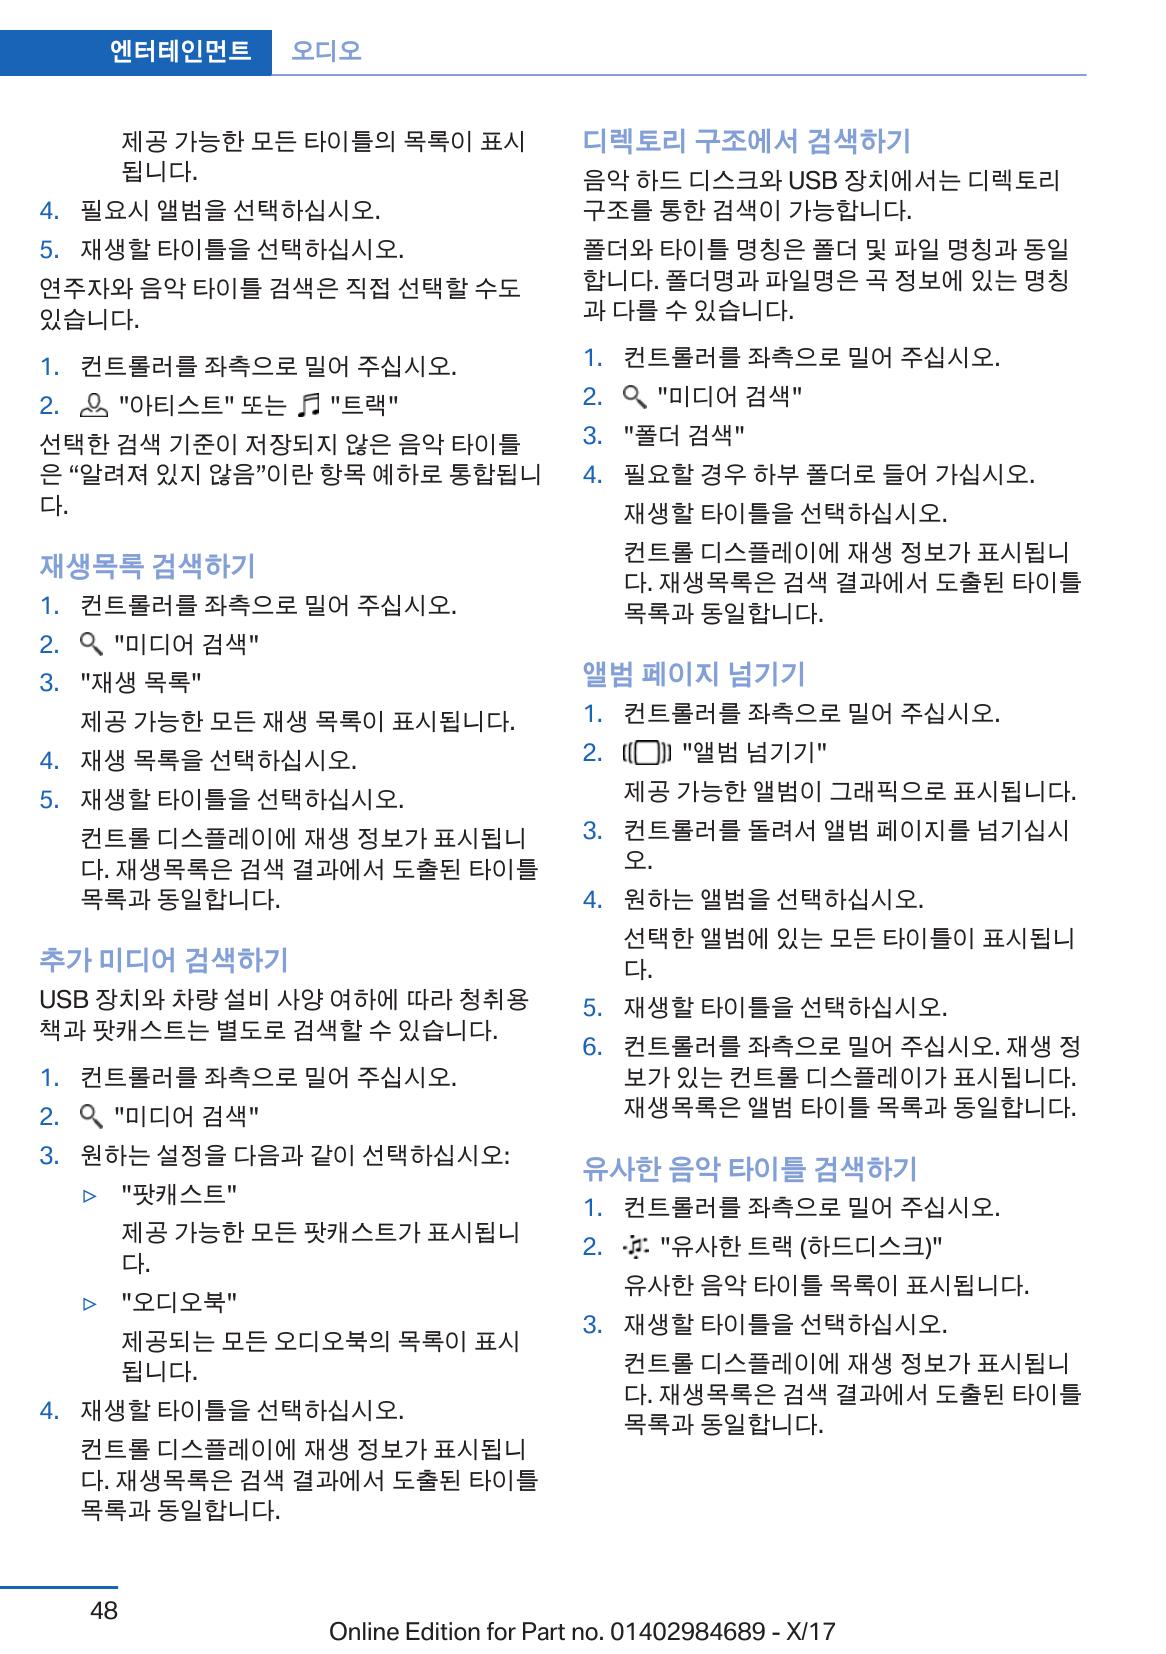 엔터테인먼트 오디오
제공 가능한 모든 타이틀의 목록이 표시
됩니다.
4. 필요시 앨범을 선택하십시오.
5. 재생할 타이틀을 선택하십시오.
연주자와 음악 타이틀 검색은 직접 선택할 수도
있습니다.
1. 컨트롤러를 좌측으로 밀어 주십시오.
2. "아티스트" 또는 "트랙"
선택한 검색 기준이 저장되지 않은 음악 타이틀
은 “알려져 있지 않음”이란 항목 예하로 통합됩니
다.
재생목록 검색하기
1. 컨트롤러를 좌측으로 밀어 주십시오.
2. "미디어 검색"
3. "재생 목록"
제공 가능한 모든 재생 목록이 표시됩니다.
4. 재생 목록을 선택하십시오.
5. 재생할 타이틀을 선택하십시오.
컨트롤 디스플레이에 재생 정보가 표시됩니
다. 재생목록은 검색 결과에서 도출된 타이틀
목록과 동일합니다.
추가 미디어 검색하기
USB 장치와 차량 설비 사양 여하에 따라 청취용
책과 팟캐스트는 별도로 검색할 수 있습니다.
1. 컨트롤러를 좌측으로 밀어 주십시오.
2. "미디어 검색"
3. 원하는 설정을 다음과 같이 선택하십시오:
▷ "팟캐스트"
제공 가능한 모든 팟캐스트가 표시됩니
다.
▷ "오디오북"
제공되는 모든 오디오북의 목록이 표시
됩니다.
4. 재생할 타이틀을 선택하십시오.
컨트롤 디스플레이에 재생 정보가 표시됩니
다. 재생목록은 검색 결과에서 도출된 타이틀
목록과 동일합니다.
디렉토리 구조에서 검색하기
음악 하드 디스크와 USB 장치에서는 디렉토리
구조를 통한 검색이 가능합니다.
폴더와 타이틀 명칭은 폴더 및 파일 명칭과 동일
합니다. 폴더명과 파일명은 곡 정보에 있는 명칭
과 다를 수 있습니다.
1. 컨트롤러를 좌측으로 밀어 주십시오.
2. "미디어 검색"
3. "폴더 검색"
4. 필요할 경우 하부 폴더로 들어 가십시오.
재생할 타이틀을 선택하십시오.
컨트롤 디스플레이에 재생 정보가 표시됩니
다. 재생목록은 검색 결과에서 도출된 타이틀
목록과 동일합니다.
앨범 페이지 넘기기
1. 컨트롤러를 좌측으로 밀어 주십시오.
2. "앨범 넘기기"
제공 가능한 앨범이 그래픽으로 표시됩니다.
3. 컨트롤러를 돌려서 앨범 페이지를 넘기십시
오.
4. 원하는 앨범을 선택하십시오.
선택한 앨범에 있는 모든 타이틀이 표시됩니
다.
5. 재생할 타이틀을 선택하십시오.
6. 컨트롤러를 좌측으로 밀어 주십시오. 재생 정
보가 있는 컨트롤 디스플레이가 표시됩니다.
재생목록은 앨범 타이틀 목록과 동일합니다.
유사한 음악 타이틀 검색하기
1. 컨트롤러를 좌측으로 밀어 주십시오.
2. "유사한 트랙 (하드디스크)"
유사한 음악 타이틀 목록이 표시됩니다.
3. 재생할 타이틀을 선택하십시오.
컨트롤 디스플레이에 재생 정보가 표시됩니
다. 재생목록은 검색 결과에서 도출된 타이틀
목록과 동일합니다.
48
Online Edition for Part no. 01402984689 - X/17